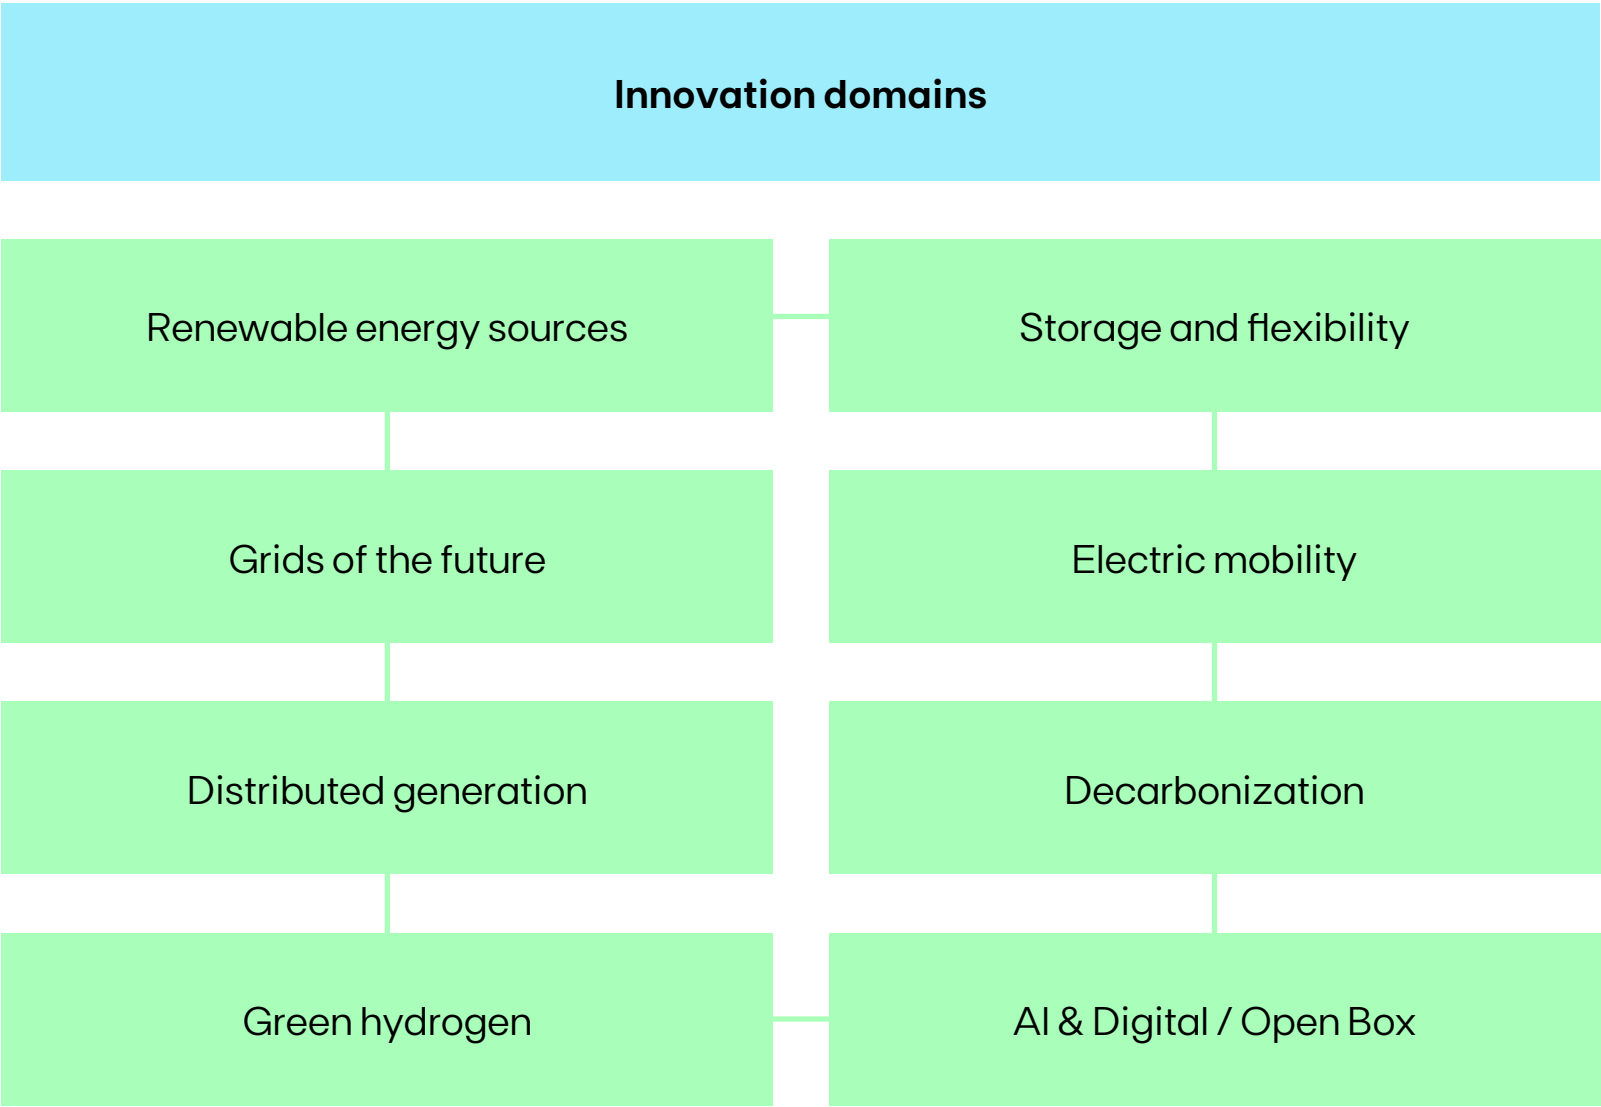 Innovation domains
Renewable energy sources
Storage and flexibility
Grids of the future
Electric mobility
Distributed generation
Decarbonization
Green hydrogen
AI & Digital / Open Box